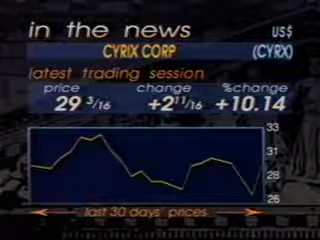 in the news US$
CYRIX CORP (CYRX)
latest trading session
price change %change
29 3/16 +2 11/16 +10.14
33
31
28
26
last 30 days' prices